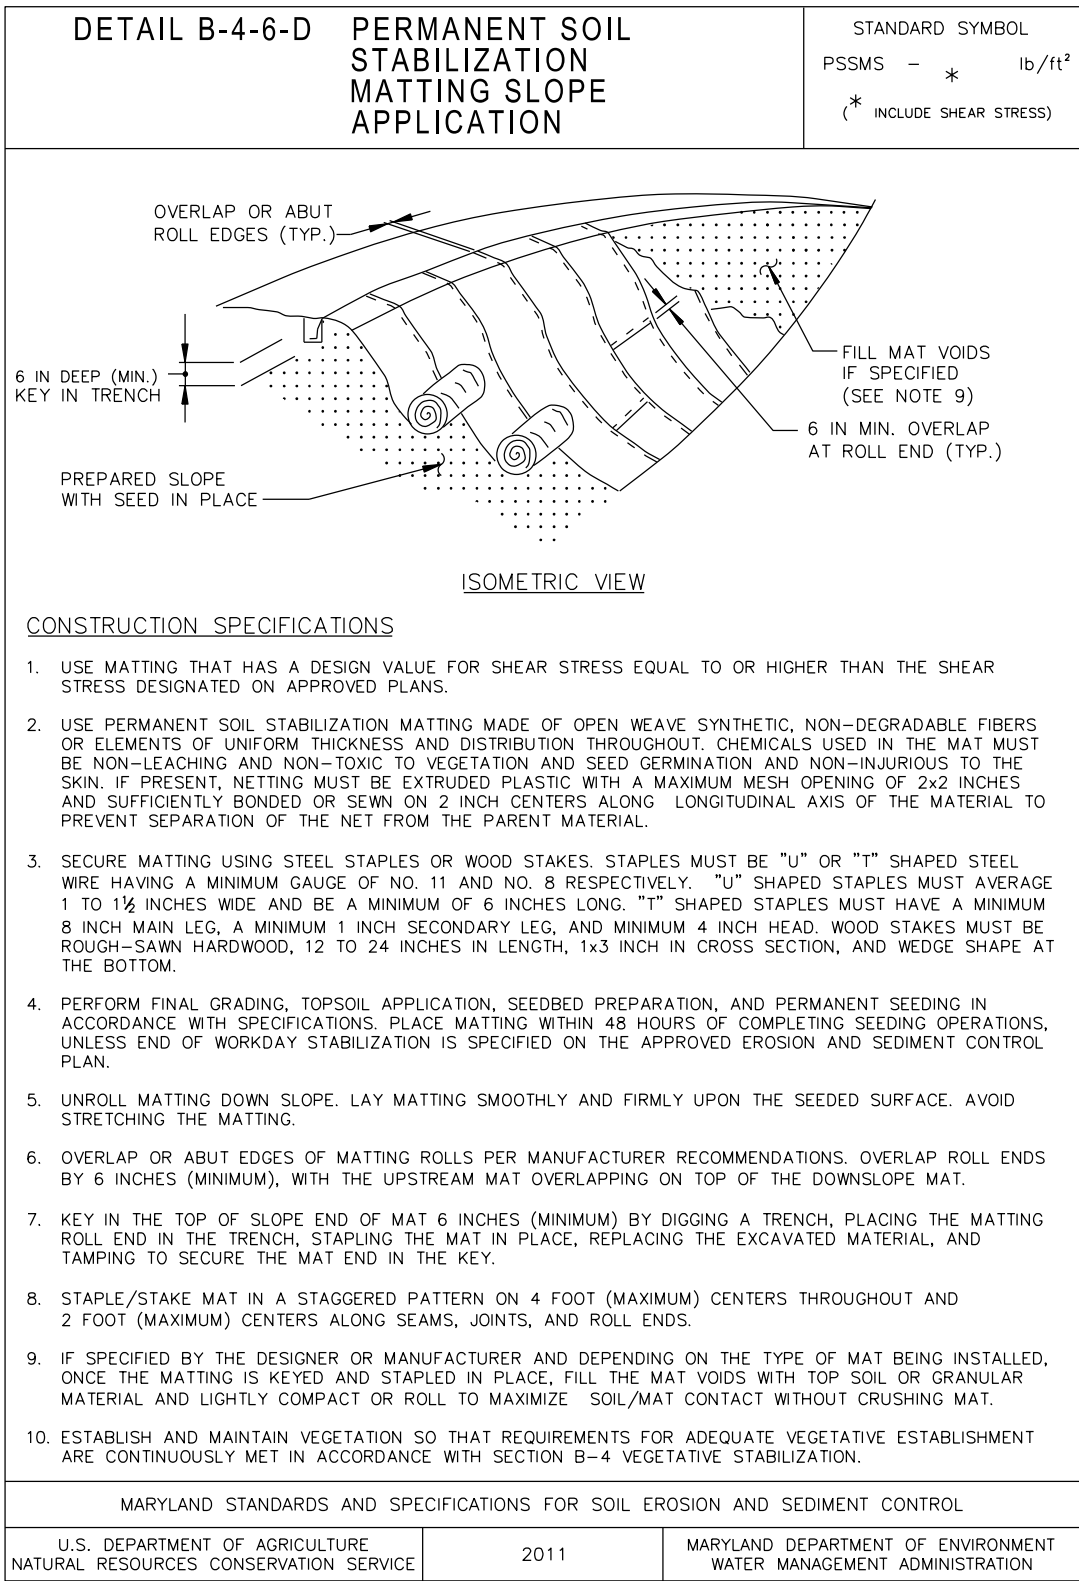 DETAIL B-4-6-D PERMANENT SOIL
STABILIZATION
MATTING SLOPE
APPLICATION
STANDARD SYMBOL
PSSMS - * lb/ft²
(* INCLUDE SHEAR STRESS)
OVERLAP OR ABUT
ROLL EDGES (TYP.)
6 IN DEEP (MIN.)
KEY IN TRENCH
FILL MAT VOIDS
IF SPECIFIED
(SEE NOTE 9)
6 IN MIN. OVERLAP
AT ROLL END (TYP.)
PREPARED SLOPE
WITH SEED IN PLACE
ISOMETRIC VIEW
CONSTRUCTION SPECIFICATIONS
1. USE MATTING THAT HAS A DESIGN VALUE FOR SHEAR STRESS EQUAL TO OR HIGHER THAN THE SHEAR
STRESS DESIGNATED ON APPROVED PLANS.
2. USE PERMANENT SOIL STABILIZATION MATTING MADE OF OPEN WEAVE SYNTHETIC, NON-DEGRADABLE FIBERS
OR ELEMENTS OF UNIFORM THICKNESS AND DISTRIBUTION THROUGHOUT. CHEMICALS USED IN THE MAT MUST
BE NON-LEACHING AND NON-TOXIC TO VEGETATION AND SEED GERMINATION AND NON-INJURIOUS TO THE
SKIN. IF PRESENT, NETTING MUST BE EXTRUDED PLASTIC WITH A MAXIMUM MESH OPENING OF 2x2 INCHES
AND SUFFICIENTLY BONDED OR SEWN ON 2 INCH CENTERS ALONG LONGITUDINAL AXIS OF THE MATERIAL TO
PREVENT SEPARATION OF THE NET FROM THE PARENT MATERIAL.
3. SECURE MATTING USING STEEL STAPLES OR WOOD STAKES. STAPLES MUST BE "U" OR "T" SHAPED STEEL
WIRE HAVING A MINIMUM GAUGE OF NO. 11 AND NO. 8 RESPECTIVELY. "U" SHAPED STAPLES MUST AVERAGE
1 TO 1½ INCHES WIDE AND BE A MINIMUM OF 6 INCHES LONG. "T" SHAPED STAPLES MUST HAVE A MINIMUM
8 INCH MAIN LEG, A MINIMUM 1 INCH SECONDARY LEG, AND MINIMUM 4 INCH HEAD. WOOD STAKES MUST BE
ROUGH-SAWN HARDWOOD, 12 TO 24 INCHES IN LENGTH, 1x3 INCH IN CROSS SECTION, AND WEDGE SHAPE AT
THE BOTTOM.
4. PERFORM FINAL GRADING, TOPSOIL APPLICATION, SEEDBED PREPARATION, AND PERMANENT SEEDING IN
ACCORDANCE WITH SPECIFICATIONS. PLACE MATTING WITHIN 48 HOURS OF COMPLETING SEEDING OPERATIONS,
UNLESS END OF WORKDAY STABILIZATION IS SPECIFIED ON THE APPROVED EROSION AND SEDIMENT CONTROL
PLAN.
5. UNROLL MATTING DOWN SLOPE. LAY MATTING SMOOTHLY AND FIRMLY UPON THE SEEDED SURFACE. AVOID
STRETCHING THE MATTING.
6. OVERLAP OR ABUT EDGES OF MATTING ROLLS PER MANUFACTURER RECOMMENDATIONS. OVERLAP ROLL ENDS
BY 6 INCHES (MINIMUM), WITH THE UPSTREAM MAT OVERLAPPING ON TOP OF THE DOWNSLOPE MAT.
7. KEY IN THE TOP OF SLOPE END OF MAT 6 INCHES (MINIMUM) BY DIGGING A TRENCH, PLACING THE MATTING
ROLL END IN THE TRENCH, STAPLING THE MAT IN PLACE, REPLACING THE EXCAVATED MATERIAL, AND
TAMPING TO SECURE THE MAT END IN THE KEY.
8. STAPLE/STAKE MAT IN A STAGGERED PATTERN ON 4 FOOT (MAXIMUM) CENTERS THROUGHOUT AND
2 FOOT (MAXIMUM) CENTERS ALONG SEAMS, JOINTS, AND ROLL ENDS.
9. IF SPECIFIED BY THE DESIGNER OR MANUFACTURER AND DEPENDING ON THE TYPE OF MAT BEING INSTALLED,
ONCE THE MATTING IS KEYED AND STAPLED IN PLACE, FILL THE MAT VOIDS WITH TOP SOIL OR GRANULAR
MATERIAL AND LIGHTLY COMPACT OR ROLL TO MAXIMIZE SOIL/MAT CONTACT WITHOUT CRUSHING MAT.
10. ESTABLISH AND MAINTAIN VEGETATION SO THAT REQUIREMENTS FOR ADEQUATE VEGETATIVE ESTABLISHMENT
ARE CONTINUOUSLY MET IN ACCORDANCE WITH SECTION B-4 VEGETATIVE STABILIZATION.
MARYLAND STANDARDS AND SPECIFICATIONS FOR SOIL EROSION AND SEDIMENT CONTROL
U.S. DEPARTMENT OF AGRICULTURE
NATURAL RESOURCES CONSERVATION SERVICE
2011
MARYLAND DEPARTMENT OF ENVIRONMENT
WATER MANAGEMENT ADMINISTRATION